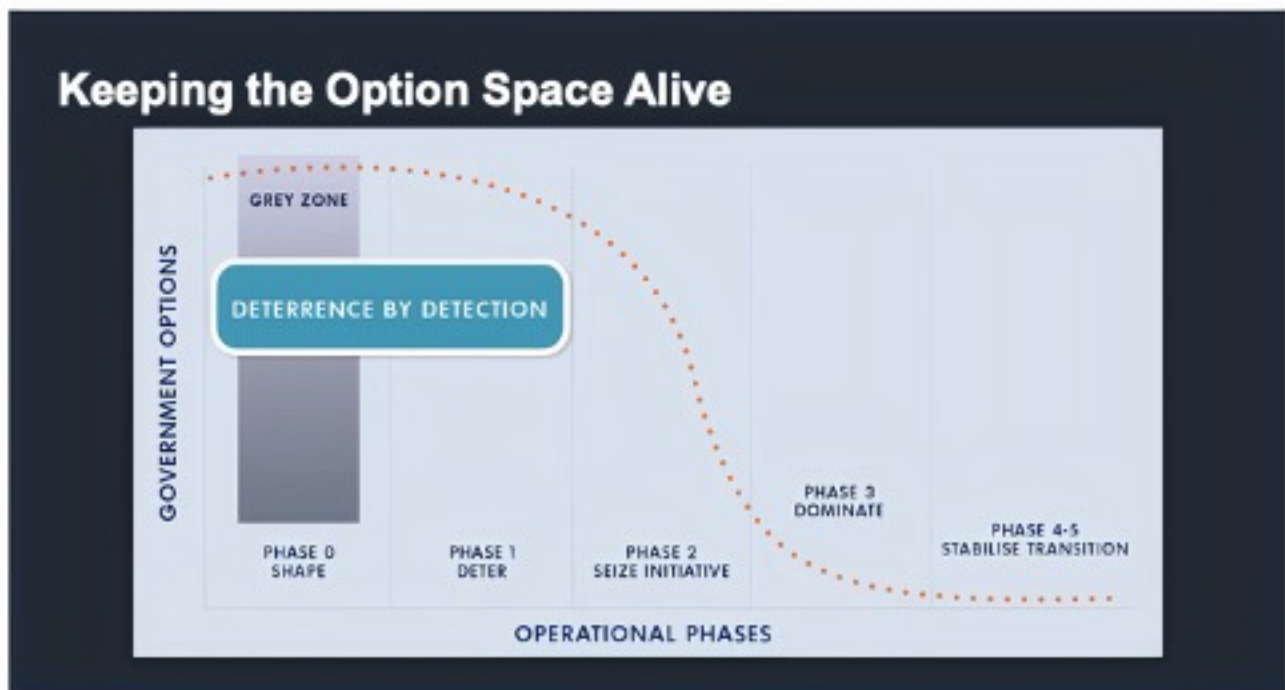 Keeping the Option Space Alive
GREY ZONE
DETERRENCE BY DETECTION
GOVERNMENT OPTIONS
PHASE 0
SHAPE
PHASE 1
DETER
PHASE 2
SEIZE INITIATIVE
PHASE 3
DOMINATE
PHASE 4-5
STABILISE TRANSITION
OPERATIONAL PHASES